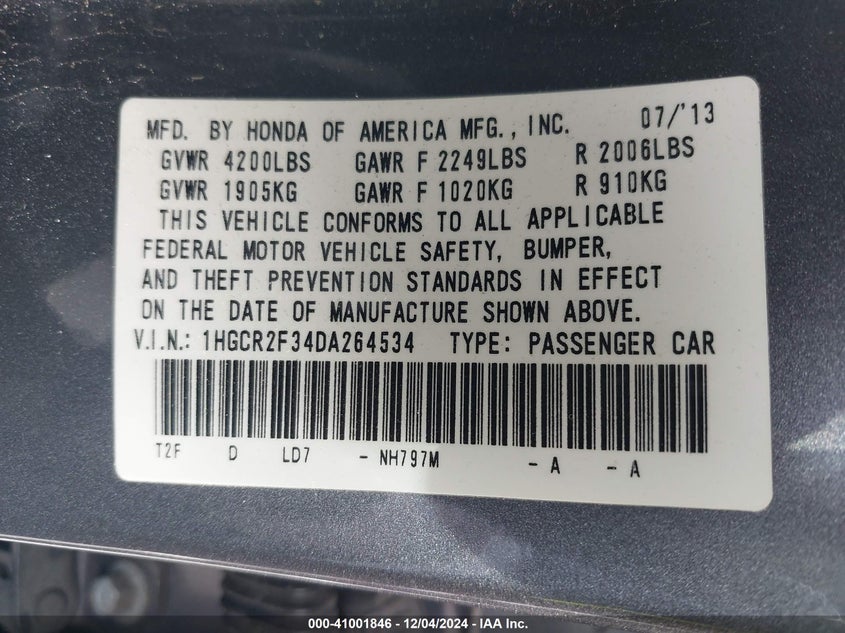 MFD. BY HONDA OF AMERICA MFG., INC. 07/'13
GVWR 4200LBS GAWR F 2249LBS R 2006LBS
GVWR 1905KG GAWR F 1020KG R 910KG
THIS VEHICLE CONFORMS TO ALL APPLICABLE
FEDERAL MOTOR VEHICLE SAFETY, BUMPER,
AND THEFT PREVENTION STANDARDS IN EFFECT
ON THE DATE OF MANUFACTURE SHOWN ABOVE.
V.I.N.: 1HGCR2F34DA264534 TYPE: PASSENGER CAR
T2F D LD7 - NH797M - A - A
000-41001846 - 12/04/2024 - IAA Inc.